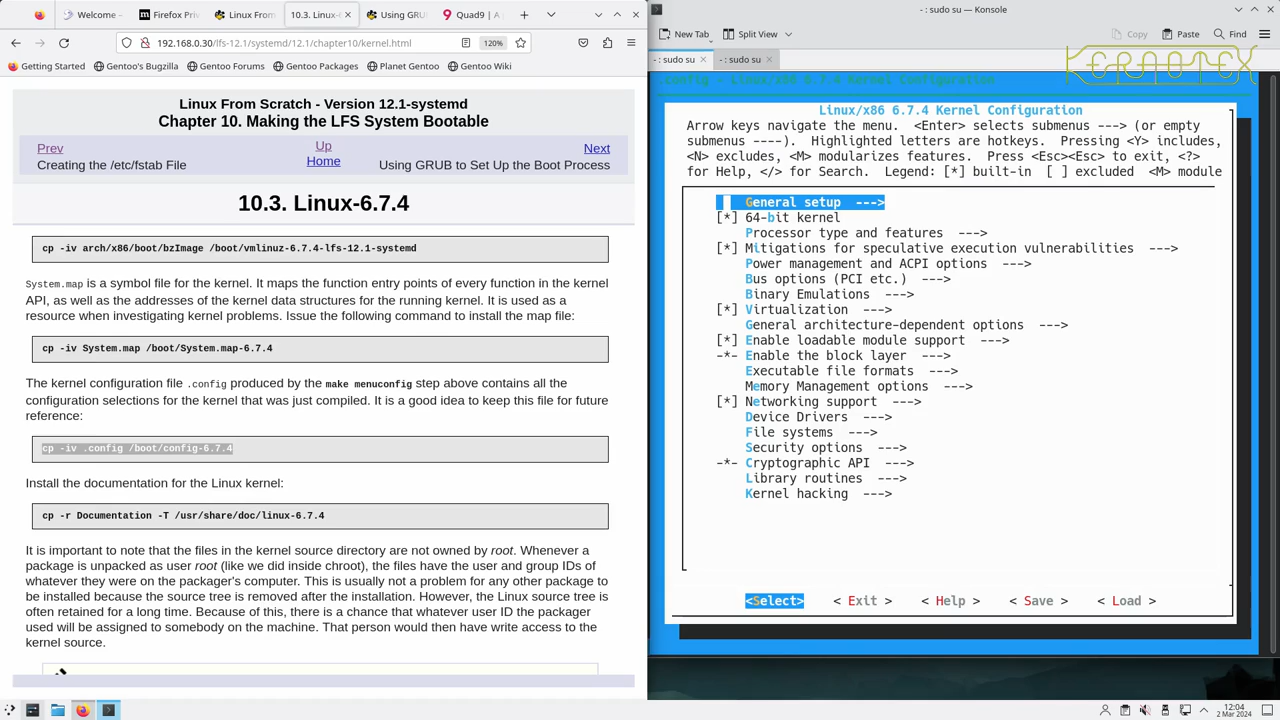 Welcome -
Firefox Priv
Linux From
10.3. Linux-6
Using GRU
Quad9 | A
192.168.0.30/lfs-12.1/systemd/12.1/chapter10/kernel.html
120%
Getting Started
Gentoo's Bugzilla
Gentoo Forums
Gentoo Packages
Planet Gentoo
Gentoo Wiki
Linux From Scratch - Version 12.1-systemd
Chapter 10. Making the LFS System Bootable
Prev
Up
Next
Creating the /etc/fstab File
Home
Using GRUB to Set Up the Boot Process
10.3. Linux-6.7.4
cp -iv arch/x86/boot/bzImage /boot/vmlinuz-6.7.4-lfs-12.1-systemd
System.map is a symbol file for the kernel. It maps the function entry points of every function in the kernel
API, as well as the addresses of the kernel data structures for the running kernel. It is used as a
resource when investigating kernel problems. Issue the following command to install the map file:
cp -iv System.map /boot/System.map-6.7.4
The kernel configuration file .config produced by the make menuconfig step above contains all the
configuration selections for the kernel that was just compiled. It is a good idea to keep this file for future
reference:
cp -iv .config /boot/config-6.7.4
Install the documentation for the Linux kernel:
cp -r Documentation -T /usr/share/doc/linux-6.7.4
It is important to note that the files in the kernel source directory are not owned by root. Whenever a
package is unpacked as user root (like we did inside chroot), the files have the user and group IDs of
whatever they were on the packager's computer. This is usually not a problem for any other package to
be installed because the source tree is removed after the installation. However, the Linux source tree is
often retained for a long time. Because of this, there is a chance that whatever user ID the packager
used will be assigned to somebody on the machine. That person would then have write access to the
kernel source.
- : sudo su — Konsole
New Tab
Split View
Copy
Paste
Find
- : sudo su
- : sudo su
KERNOTEX
.config - Linux/x86 6.7.4 Kernel Configuration
Linux/x86 6.7.4 Kernel Configuration
Arrow keys navigate the menu. <Enter> selects submenus ---> (or empty
submenus ----). Highlighted letters are hotkeys. Pressing <Y> includes,
<N> excludes, <M> modularizes features. Press <Esc><Esc> to exit, <?>
for Help, </> for Search. Legend: [*] built-in [ ] excluded <M> module
General setup --->
[*] 64-bit kernel
Processor type and features --->
[*] Mitigations for speculative execution vulnerabilities --->
Power management and ACPI options --->
Bus options (PCI etc.) --->
Binary Emulations --->
[*] Virtualization --->
General architecture-dependent options --->
[*] Enable loadable module support --->
-*- Enable the block layer --->
Executable file formats --->
Memory Management options --->
[*] Networking support --->
Device Drivers --->
File systems --->
Security options --->
-*- Cryptographic API --->
Library routines --->
Kernel hacking --->
<Select> < Exit > < Help > < Save > < Load >
12:04
2 Mar 2024